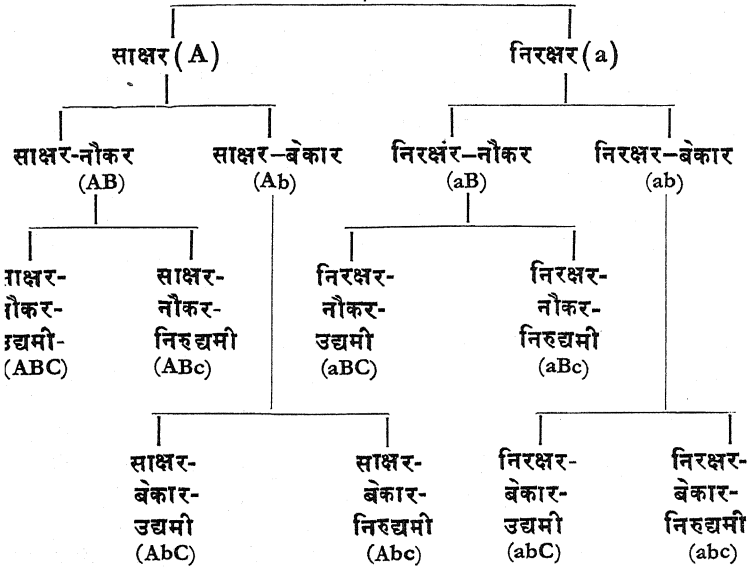 साक्षर (A) निरक्षर (a)
साक्षर-नौकर साक्षर-बेकार निरक्षंर-नौकर निरक्षर-बेकार
(AB) (Ab) (aB) (ab)
साक्षर- निरक्षर- निरक्षर-
नौकर- नौकर- नौकर-
उद्यमी- निरुद्यमी उद्यमी निरुद्यमी
(ABC) (ABc) (aBC) (aBc)
साक्षर- साक्षर- निरक्षर- निरक्षर-
बेकार- बेकार- बेकार- बेकार-
उद्यमी निरुद्यमी उद्यमी निरुद्यमी
(AbC) (Abc) (abC) (abc)